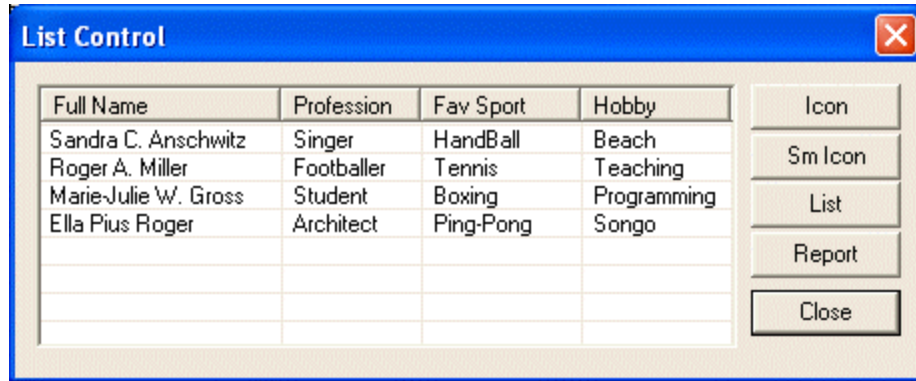 List Control
Full Name Profession Fav Sport Hobby
Sandra C. Anschwitz Singer HandBall Beach
Roger A. Miller Footballer Tennis Teaching
Marie-Julie W. Gross Student Boxing Programming
Ella Pius Roger Architect Ping-Pong Songo
Icon
Sm Icon
List
Report
Close